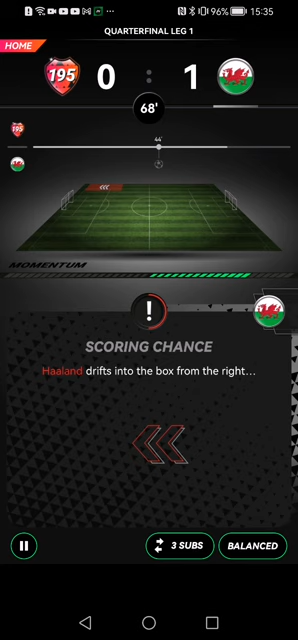 96% 15:35
QUARTERFINAL LEG 1
HOME
195 0 : 1
68'
44'
MOMENTUM
!
SCORING CHANCE
Haaland drifts into the box from the right...
3 SUBS
BALANCED